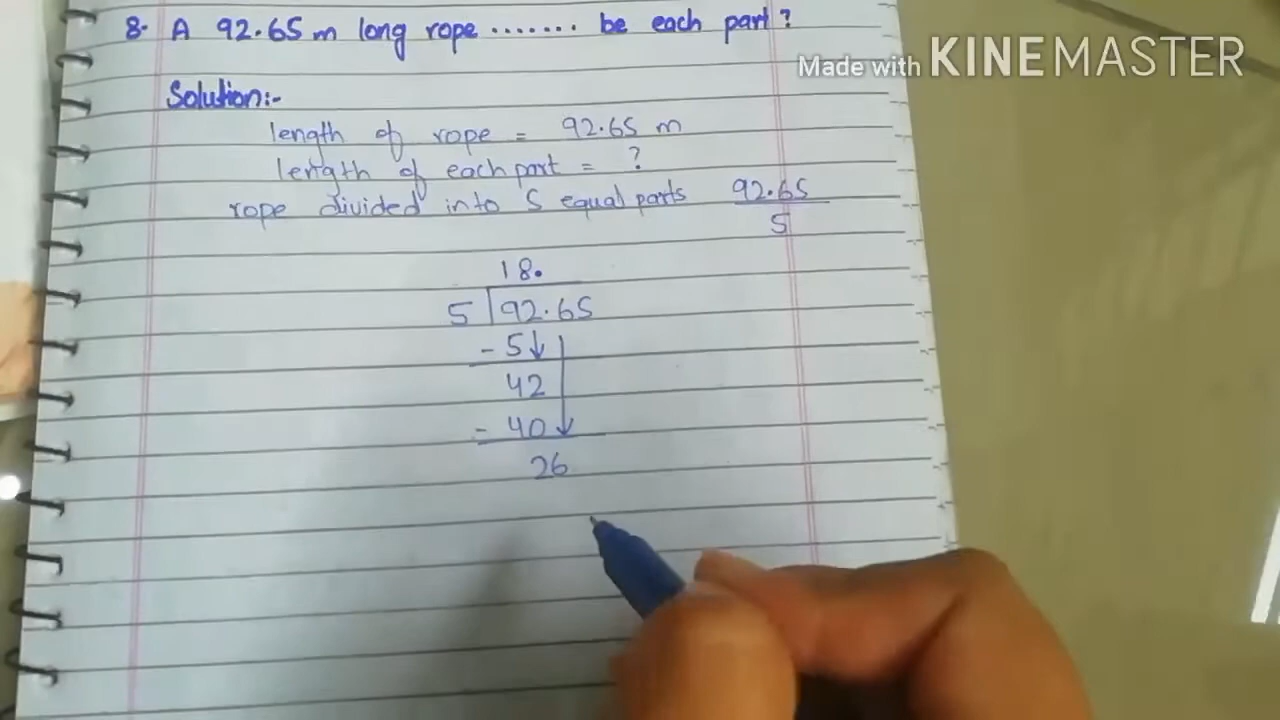 8. A 92.65 m long rope ....... be each part?
Made with KINEMASTER
Solution:-
length of rope = 92.65 m
length of each part = ?
rope divided into 5 equal parts 92.65
5
18.
5 92.65
- 5↓
42
- 40↓
26